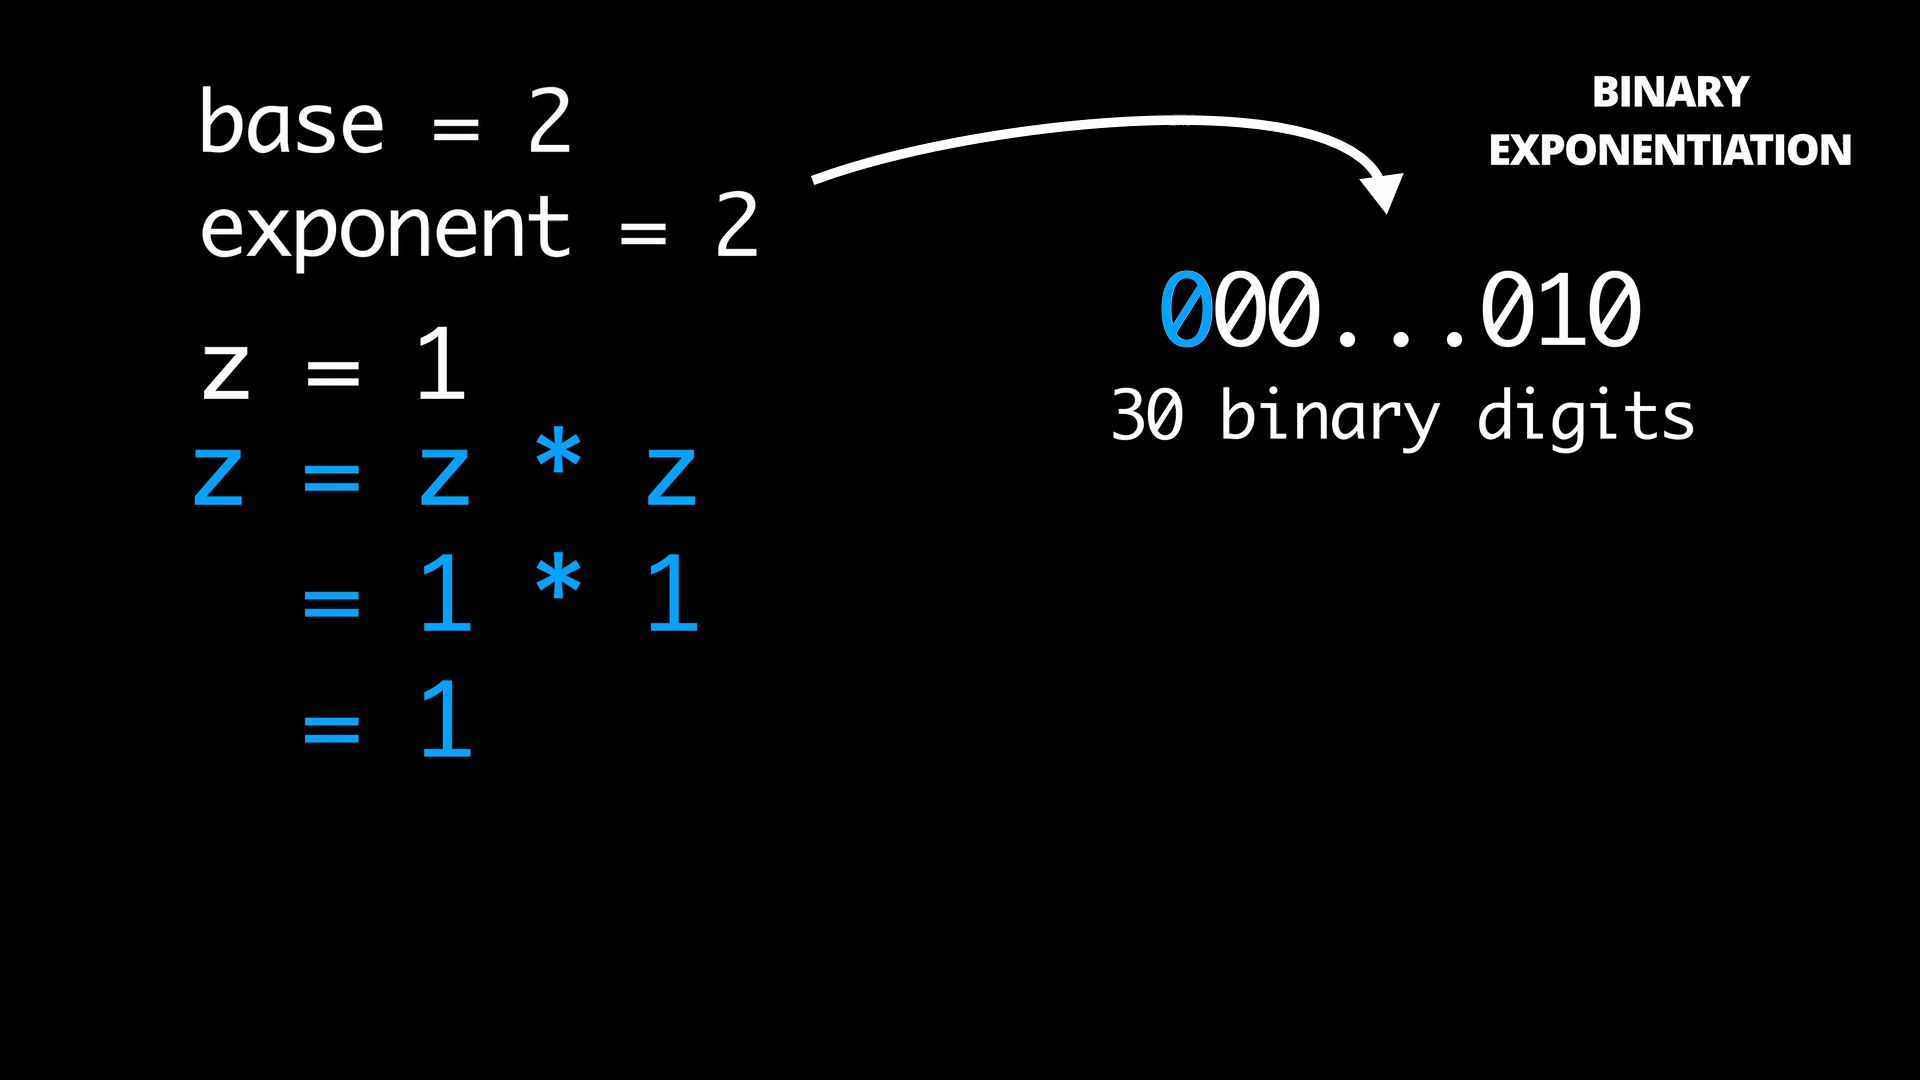 base = 2
exponent = 2
z = 1
z = z * z
= 1 * 1
= 1
BINARY
EXPONENTIATION
000...010
30 binary digits